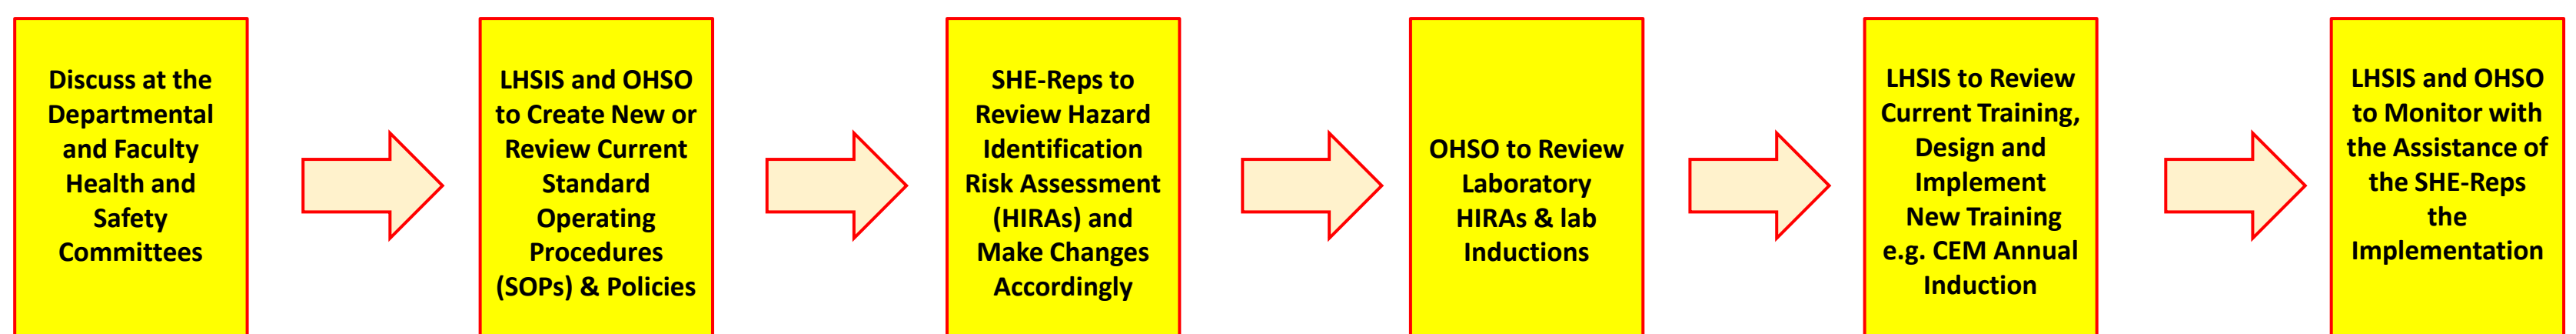 Discuss at the
Departmental
and Faculty
Health and
Safety
Committees
LHSIS and OHSO
to Create New or
Review Current
Standard
Operating
Procedures
(SOPs) & Policies
SHE-Reps to
Review Hazard
Identification
Risk Assessment
(HIRAs) and
Make Changes
Accordingly
OHSO to Review
Laboratory
HIRAs & lab
Inductions
LHSIS to Review
Current Training,
Design and
Implement
New Training
e.g. CEM Annual
Induction
LHSIS and OHSO
to Monitor with
the Assistance of
the SHE-Reps
the
Implementation